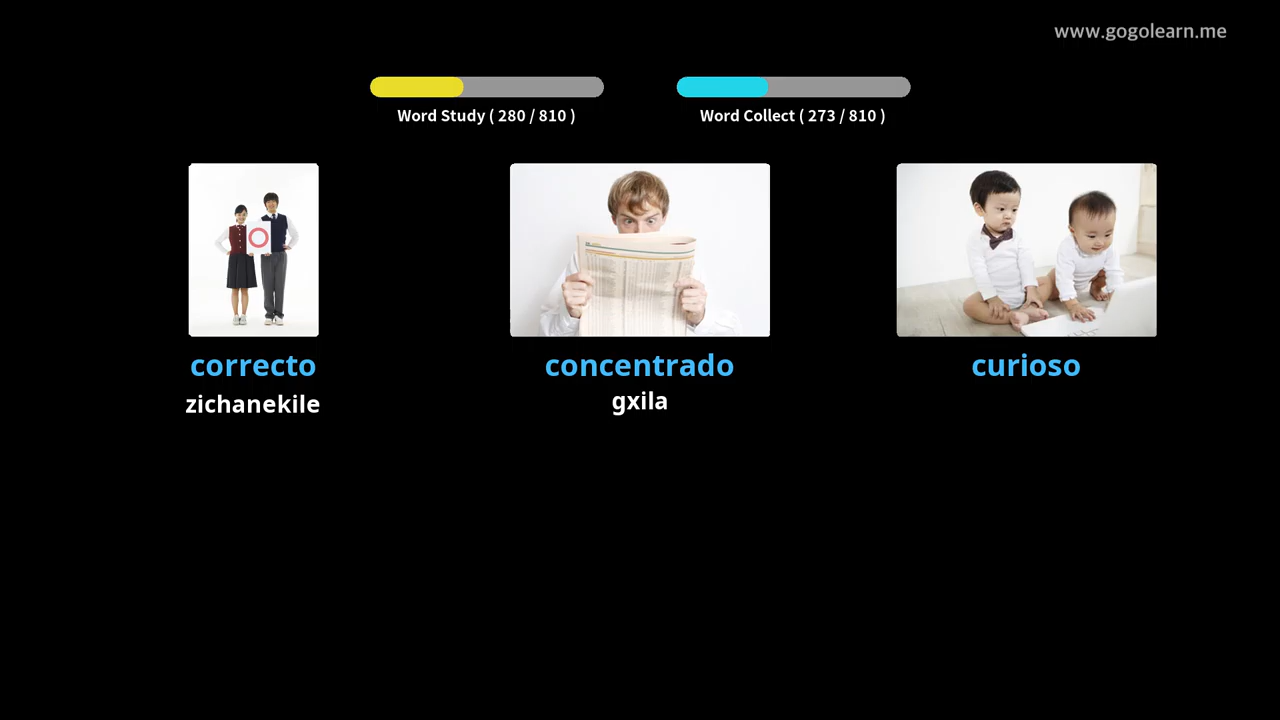 www.gogolearn.me
Word Study ( 280 / 810 )
Word Collect ( 273 / 810 )
correcto
concentrado
curioso
zichanekile
gxila